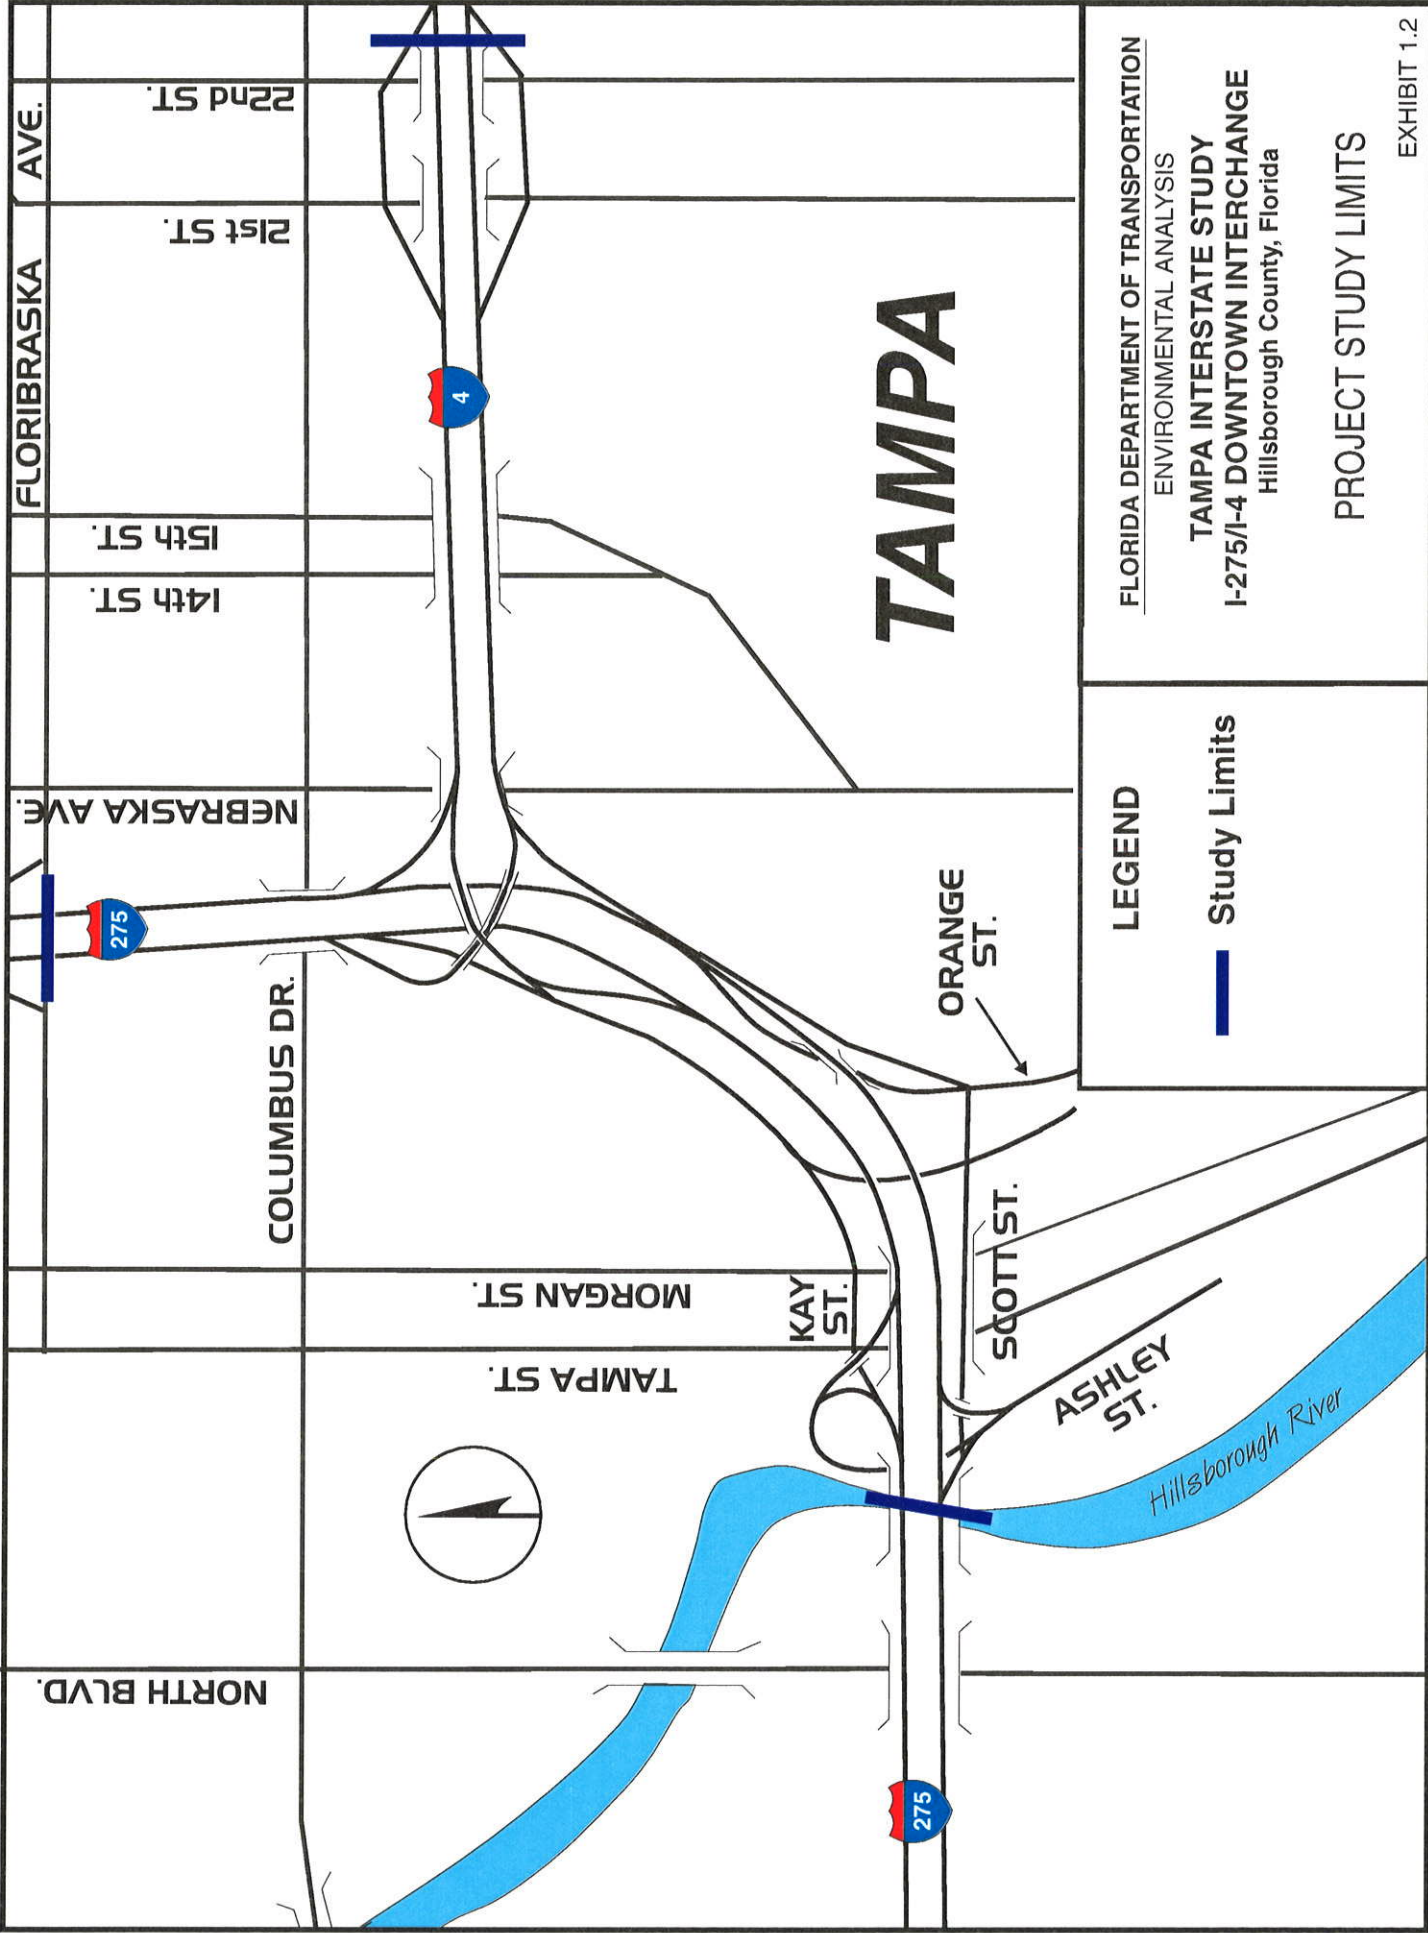 NORTH BLVD.
TAMPA ST.
MORGAN ST.
COLUMBUS DR.
275
NEBRASKA AVE.
14th ST.
15th ST.
FLORIBRASKA AVE.
21st ST.
22nd ST.
4
KAY
ST.
SCOTT ST.
ORANGE
ST.
ASHLEY
ST.
Hillsborough River
275
TAMPA
LEGEND
Study Limits
FLORIDA DEPARTMENT OF TRANSPORTATION
ENVIRONMENTAL ANALYSIS
TAMPA INTERSTATE STUDY
I-275/I-4 DOWNTOWN INTERCHANGE
Hillsborough County, Florida
PROJECT STUDY LIMITS
EXHIBIT 1.2